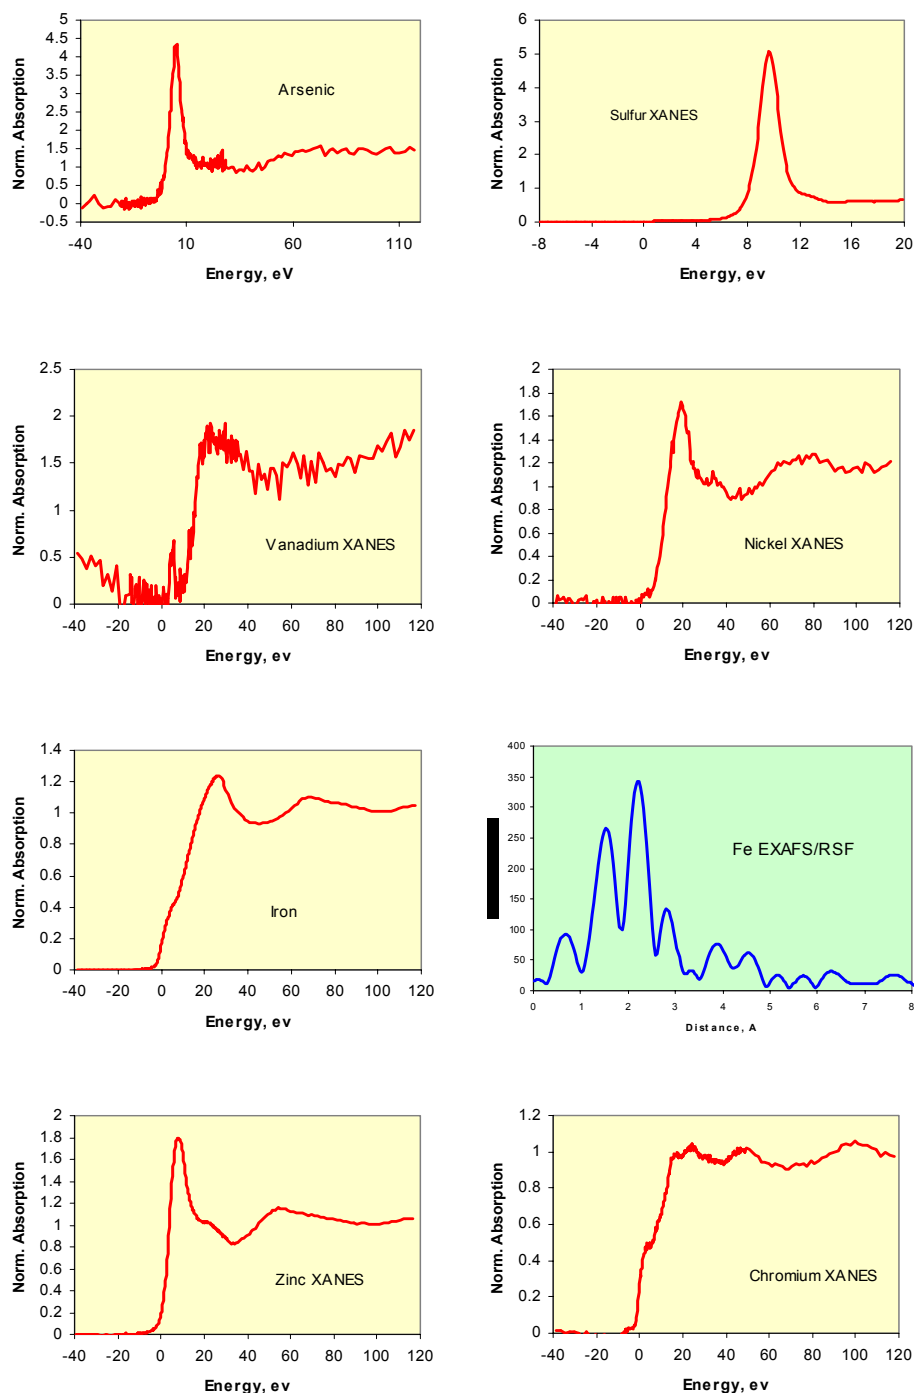 5
4.5
4
3.5
3
2.5
2
1.5
1
0.5
0
-0.5
Norm. Absorption
Arsenic
-40 10 60 110
Energy, eV
6
5
4
3
2
1
0
Norm. Absorption
Sulfur XANES
-8 -4 0 4 8 12 16 20
Energy, ev
2.5
2
1.5
1
0.5
0
Norm. Absorption
Vanadium XANES
-40 -20 0 20 40 60 80 100 120
Energy, ev
2
1.8
1.6
1.4
1.2
1
0.8
0.6
0.4
0.2
0
Norm. Absorption
Nickel XANES
-40 -20 0 20 40 60 80 100 120
Energy, ev
1.4
1.2
1
0.8
0.6
0.4
0.2
0
Norm. Absorption
Iron
-40 -20 0 20 40 60 80 100 120
Energy, ev
400
350
300
250
200
150
100
50
0
Fe EXAFS/RSF
0 1 2 3 4 5 6 7 8
Distance, A
2
1.8
1.6
1.4
1.2
1
0.8
0.6
0.4
0.2
0
Norm. Absorption
Zinc XANES
-40 -20 0 20 40 60 80 100 120
Energy, ev
1.2
1
0.8
0.6
0.4
0.2
0
Norm. Absorption
Chromium XANES
-40 -20 0 20 40 60 80 100 120
Energy, ev